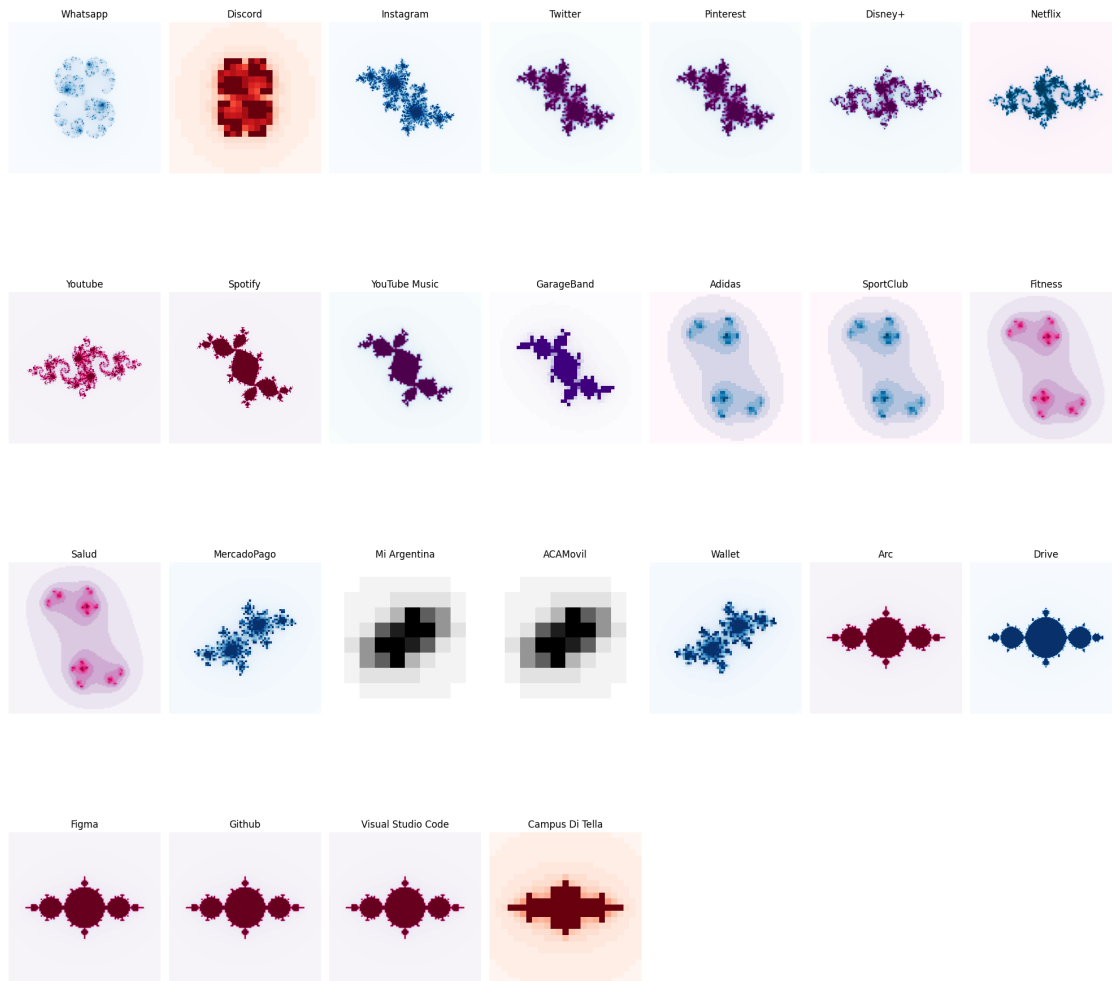 Whatsapp
Discord
Instagram
Twitter
Pinterest
Disney+
Netflix
Youtube
Spotify
YouTube Music
GarageBand
Adidas
SportClub
Fitness
Salud
MercadoPago
Mi Argentina
ACAMovil
Wallet
Arc
Drive
Figma
Github
Visual Studio Code
Campus Di Tella